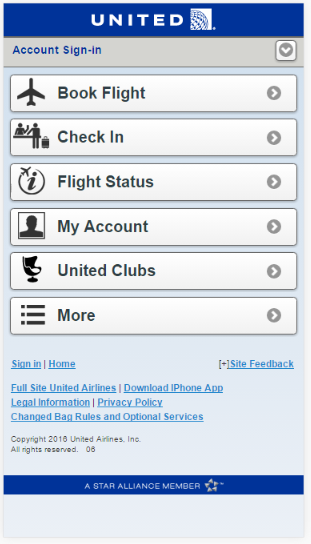 UNITED
Account Sign-in
Book Flight
Check In
Flight Status
My Account
United Clubs
More
Sign in | Home [+]Site Feedback
Full Site United Airlines | Download IPhone App
Legal Information | Privacy Policy
Changed Bag Rules and Optional Services
Copyright 2016 United Airlines, Inc.
All rights reserved. 06
A STAR ALLIANCE MEMBER ™